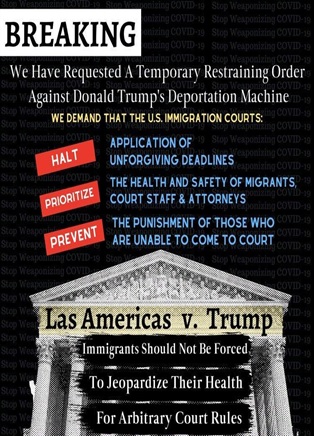 BREAKING
We Have Requested A Temporary Restraining Order
Against Donald Trump's Deportation Machine
WE DEMAND THAT THE U.S. IMMIGRATION COURTS:
HALT
APPLICATION OF
UNFORGIVING DEADLINES
PRIORITIZE
THE HEALTH AND SAFETY OF MIGRANTS,
COURT STAFF & ATTORNEYS
PREVENT
THE PUNISHMENT OF THOSE WHO
ARE UNABLE TO COME TO COURT
Las Americas v. Trump
Immigrants Should Not Be Forced
To Jeopardize Their Health
For Arbitrary Court Rules